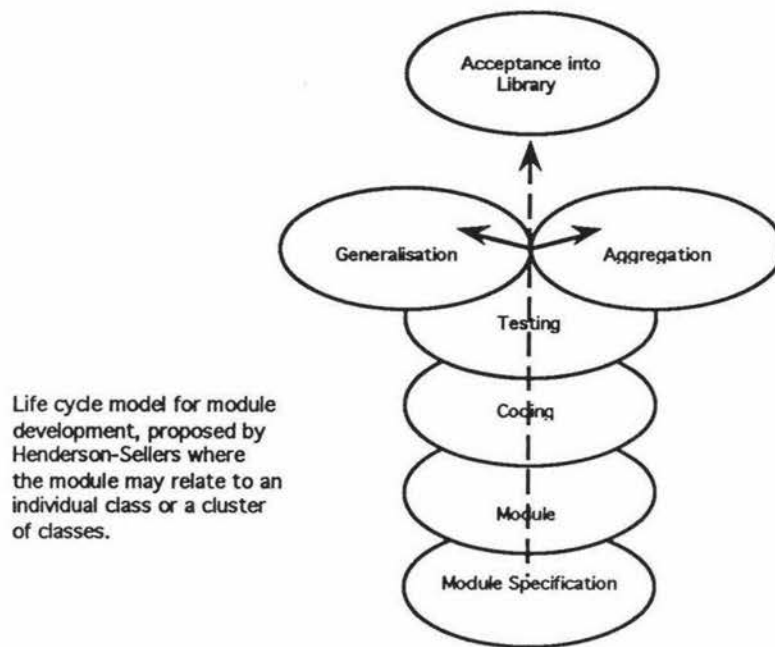 Acceptance into
Library
Generalisation
Aggregation
Testing
Coding
Life cycle model for module
development, proposed by
Henderson-Sellers where
the module may relate to an
individual class or a cluster
of classes.
Module
Module Specification